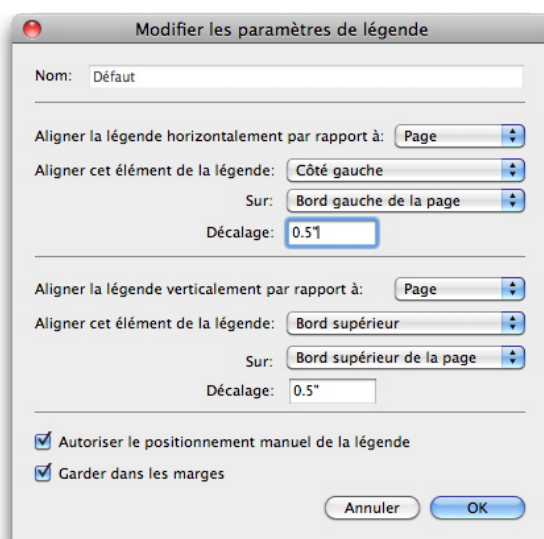 Modifier les paramètres de légende
Nom: Défaut
Aligner la légende horizontalement par rapport à: Page
Aligner cet élément de la légende: Côté gauche
Sur: Bord gauche de la page
Décalage: 0.5"
Aligner la légende verticalement par rapport à: Page
Aligner cet élément de la légende: Bord supérieur
Sur: Bord supérieur de la page
Décalage: 0.5"
Autoriser le positionnement manuel de la légende
Garder dans les marges
Annuler OK